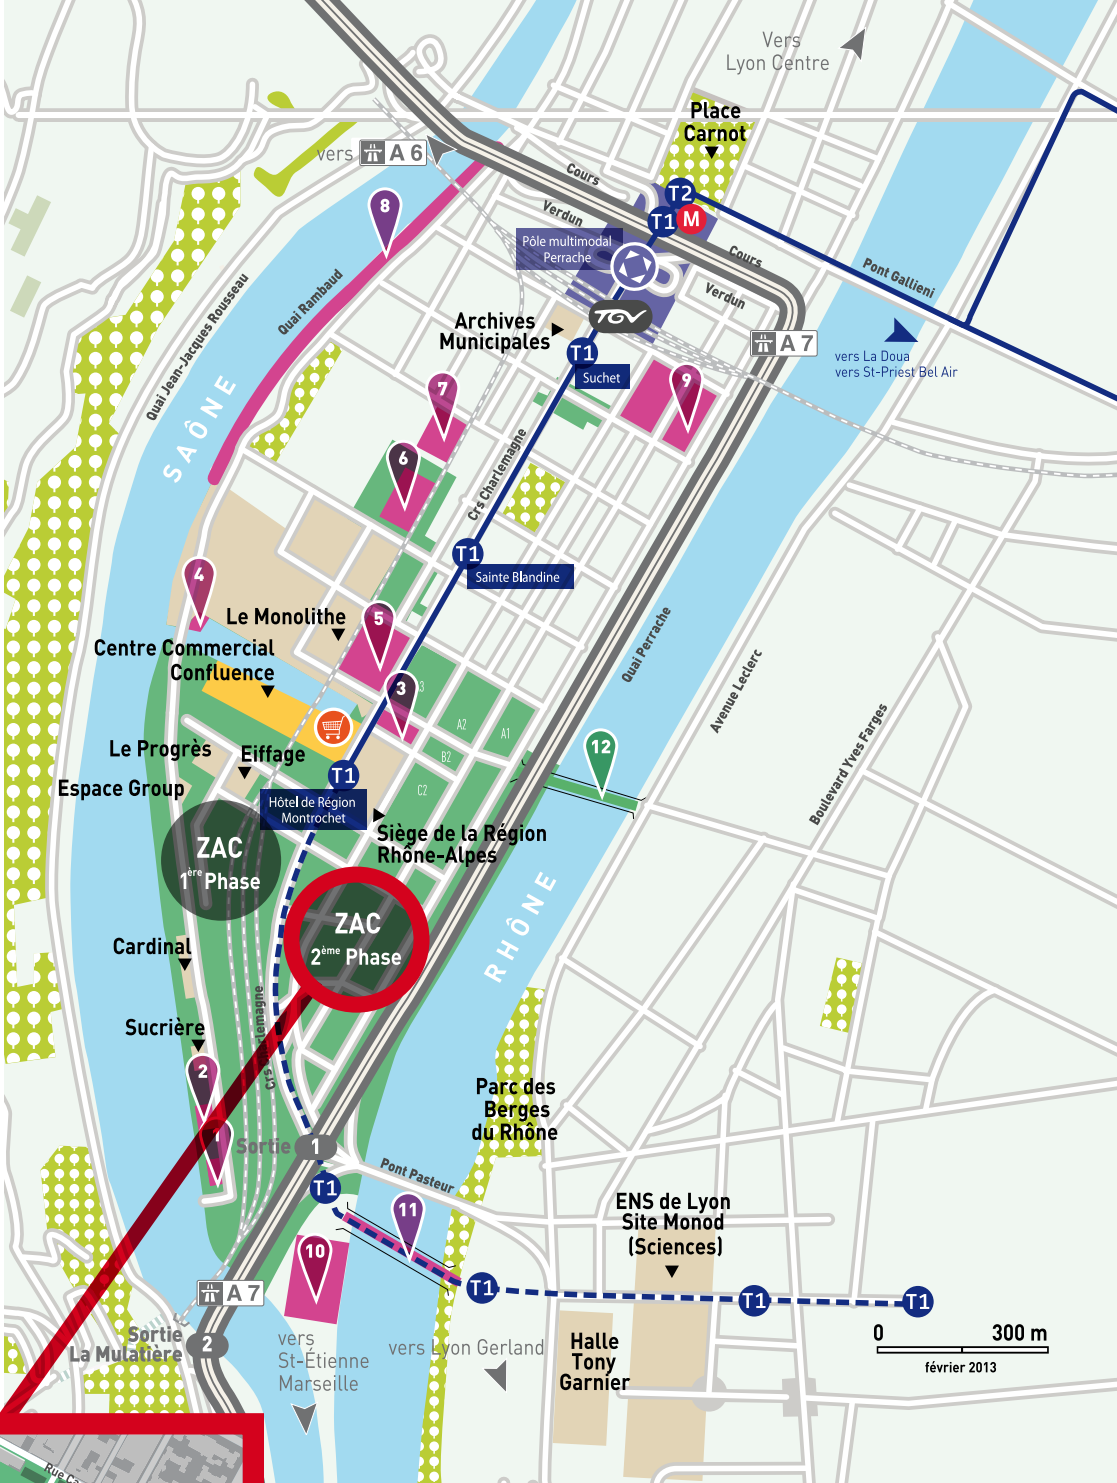 Vers
Lyon Centre
Place
Carnot
vers A 6
Cours
Verdun
T2
T1 M
8
Pôle multimodal
Perrache
Cours
Verdun
Pont Gallieni
Quai Jean-Jacques Rousseau
Quai Rambaud
TGV
Archives
Municipales
A 7
T1
Suchet
vers La Doua
vers St-Priest Bel Air
SAÔNE
7
9
6
Crs Charlemagne
T1
Sainte Blandine
4
Le Monolithe
5
Centre Commercial
Confluence
Quai Perrache
Avenue Leclerc
3
A2
A1
B2
C2
12
Boulevard Yves Farges
Le Progrès
Eiffage
Espace Group
T1
Hôtel de Région
Montrochet
Siège de la Région
Rhône-Alpes
ZAC
1ère Phase
ZAC
2ème Phase
RHÔNE
Cardinal
Sucrière
Crs Charlemagne
2
1
Parc des
Berges
du Rhône
Sortie 1
Pont Pasteur
T1
11
ENS de Lyon
Site Monod
(Sciences)
10
T1
T1
T1
A 7
Sortie
La Mulatière
2
vers
St-Étienne
Marseille
vers Lyon Gerland
Halle
Tony
Garnier
0 300 m
février 2013